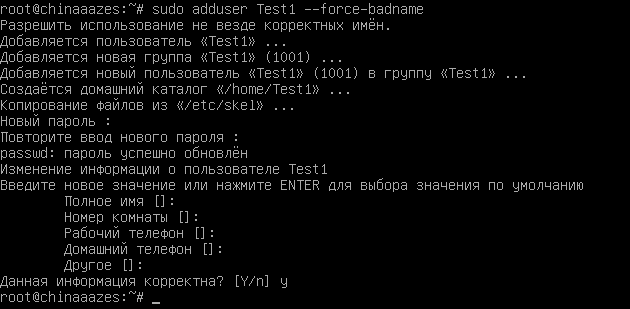 root@chinaaazes:~# sudo adduser Test1 --force-badname
Разрешить использование не везде корректных имён.
Добавляется пользователь «Test1» ...
Добавляется новая группа «Test1» (1001) ...
Добавляется новый пользователь «Test1» (1001) в группу «Test1» ...
Создаётся домашний каталог «/home/Test1» ...
Копирование файлов из «/etc/skel» ...
Новый пароль :
Повторите ввод нового пароля :
passwd: пароль успешно обновлён
Изменение информации о пользователе Test1
Введите новое значение или нажмите ENTER для выбора значения по умолчанию
Полное имя []:
Номер комнаты []:
Рабочий телефон []:
Домашний телефон []:
Другое []:
Данная информация корректна? [Y/n] y
root@chinaaazes:~# _